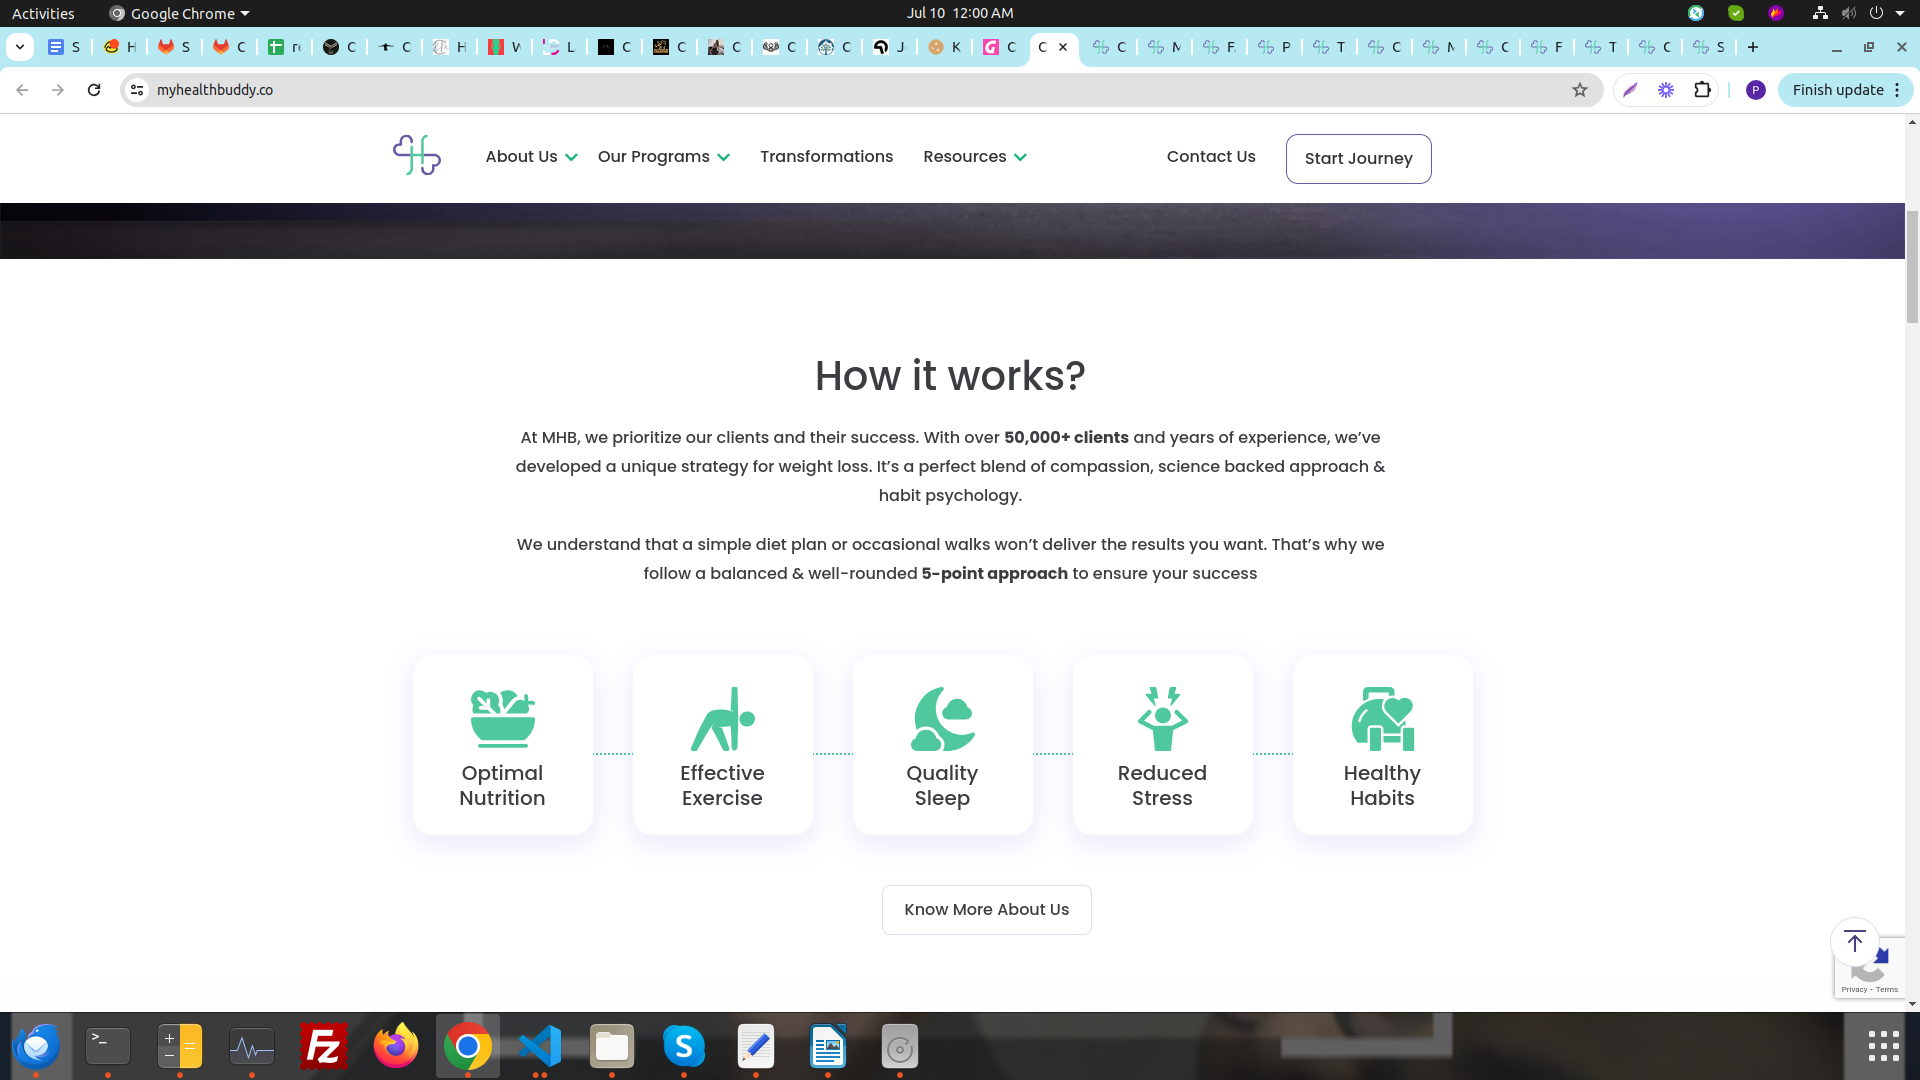 Activities
Google Chrome
Jul 10 12:00 AM
S
H
S
C
r
C
C
H
W
L
C
C
C
C
C
J
K
C
C
C
M
F
P
T
C
M
C
F
T
C
S
myhealthbuddy.co
P
Finish update
About Us
Our Programs
Transformations
Resources
Contact Us
Start Journey
How it works?
At MHB, we prioritize our clients and their success. With over 50,000+ clients and years of experience, we’ve
developed a unique strategy for weight loss. It’s a perfect blend of compassion, science backed approach &
habit psychology.
We understand that a simple diet plan or occasional walks won’t deliver the results you want. That’s why we
follow a balanced & well-rounded 5-point approach to ensure your success
Optimal
Nutrition
Effective
Exercise
Quality
Sleep
Reduced
Stress
Healthy
Habits
Know More About Us
Privacy - Terms